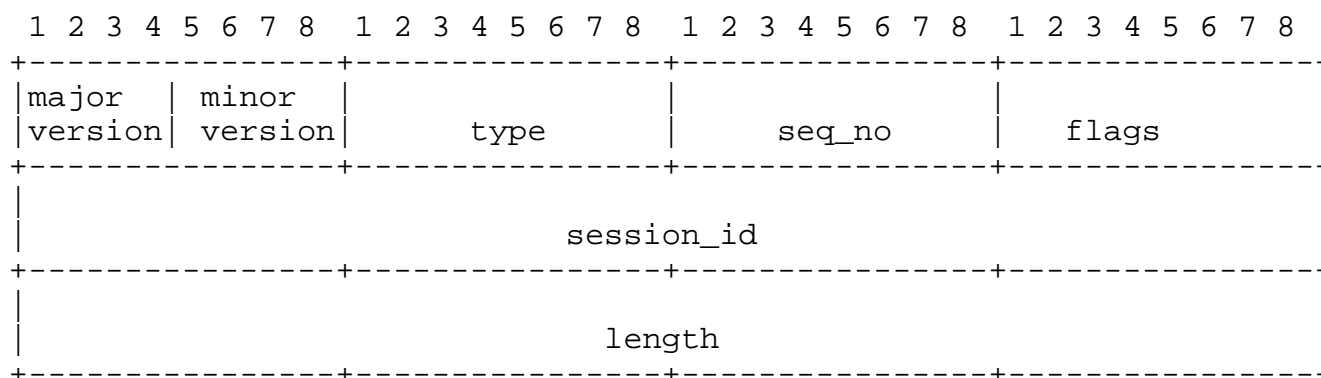 1 2 3 4 5 6 7 8 1 2 3 4 5 6 7 8 1 2 3 4 5 6 7 8 1 2 3 4 5 6 7 8
+----------------+----------------+----------------+----------------
|major | minor | | |
|version| version| type | seq_no | flags
+----------------+----------------+----------------+----------------
|
| session_id
+----------------+----------------+----------------+----------------
|
| length
+----------------+----------------+----------------+----------------